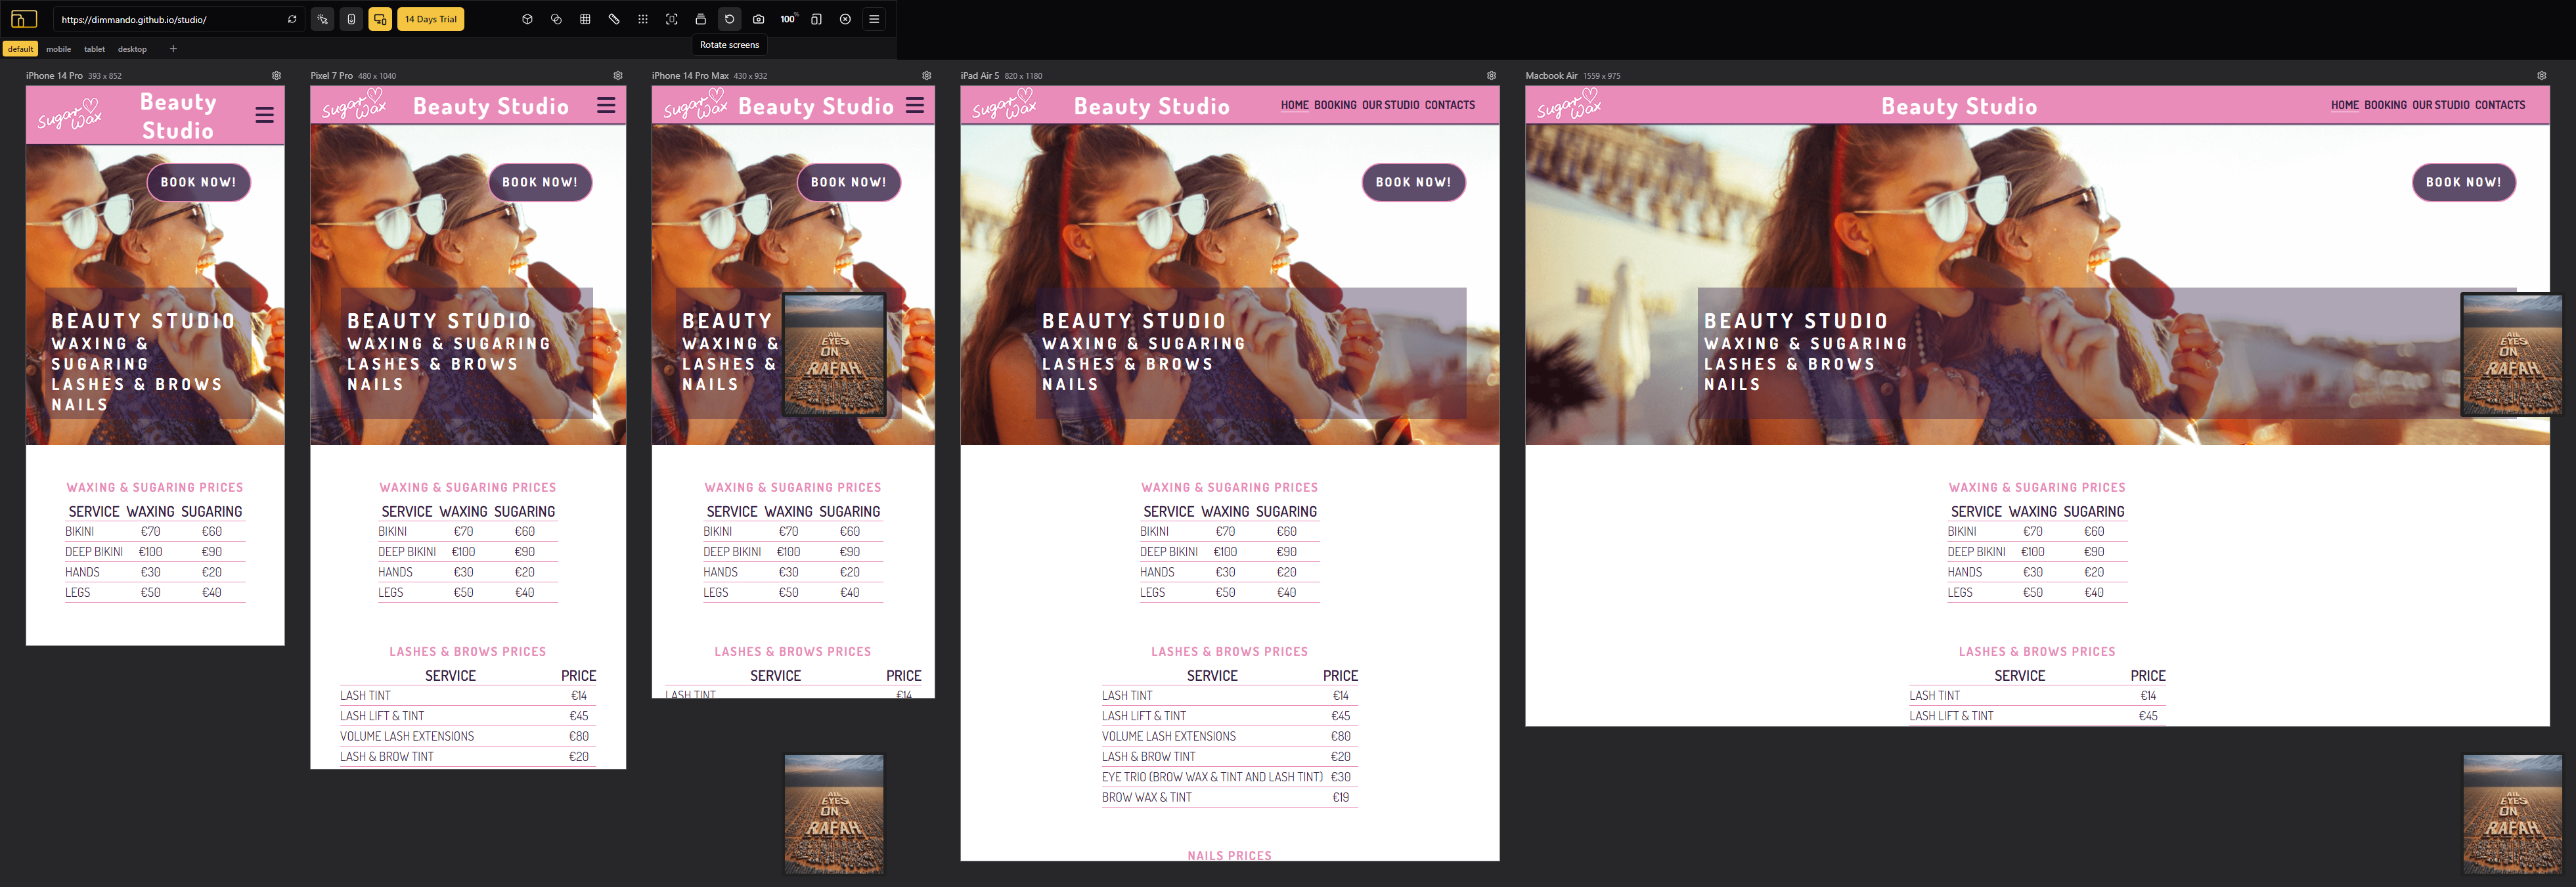 https://dimmando.github.io/studio/
14 Days Trial
100%
Rotate screens
default mobile tablet desktop +
iPhone 14 Pro 393 x 852
Sugar Wax
Beauty Studio
BOOK NOW!
BEAUTY STUDIO
WAXING &
SUGARING
LASHES & BROWS
NAILS
WAXING & SUGARING PRICES
SERVICE WAXING SUGARING
BIKINI €70 €60
DEEP BIKINI €100 €90
HANDS €30 €20
LEGS €50 €40
Pixel 7 Pro 480 x 1040
Sugar Wax
Beauty Studio
BOOK NOW!
BEAUTY STUDIO
WAXING & SUGARING
LASHES & BROWS
NAILS
WAXING & SUGARING PRICES
SERVICE WAXING SUGARING
BIKINI €70 €60
DEEP BIKINI €100 €90
HANDS €30 €20
LEGS €50 €40
LASHES & BROWS PRICES
SERVICE PRICE
LASH TINT €14
LASH LIFT & TINT €45
VOLUME LASH EXTENSIONS €80
LASH & BROW TINT €20
iPhone 14 Pro Max 430 x 932
Sugar Wax
Beauty Studio
BOOK NOW!
BEAUTY
WAXING &
LASHES &
NAILS
ALL
EYES
ON
RAFAH
WAXING & SUGARING PRICES
SERVICE WAXING SUGARING
BIKINI €70 €60
DEEP BIKINI €100 €90
HANDS €30 €20
LEGS €50 €40
LASHES & BROWS PRICES
SERVICE PRICE
LASH TINT €14
ALL
EYES
ON
RAFAH
iPad Air 5 820 x 1180
Sugar Wax
Beauty Studio
HOME BOOKING OUR STUDIO CONTACTS
BOOK NOW!
BEAUTY STUDIO
WAXING & SUGARING
LASHES & BROWS
NAILS
WAXING & SUGARING PRICES
SERVICE WAXING SUGARING
BIKINI €70 €60
DEEP BIKINI €100 €90
HANDS €30 €20
LEGS €50 €40
LASHES & BROWS PRICES
SERVICE PRICE
LASH TINT €14
LASH LIFT & TINT €45
VOLUME LASH EXTENSIONS €80
LASH & BROW TINT €20
EYE TRIO (BROW WAX & TINT AND LASH TINT) €30
BROW WAX & TINT €19
NAILS PRICES
Macbook Air 1559 x 975
Sugar Wax
Beauty Studio
HOME BOOKING OUR STUDIO CONTACTS
BOOK NOW!
BEAUTY STUDIO
WAXING & SUGARING
LASHES & BROWS
NAILS
ALL
EYES
ON
RAFAH
WAXING & SUGARING PRICES
SERVICE WAXING SUGARING
BIKINI €70 €60
DEEP BIKINI €100 €90
HANDS €30 €20
LEGS €50 €40
LASHES & BROWS PRICES
SERVICE PRICE
LASH TINT €14
LASH LIFT & TINT €45
ALL
EYES
ON
RAFAH